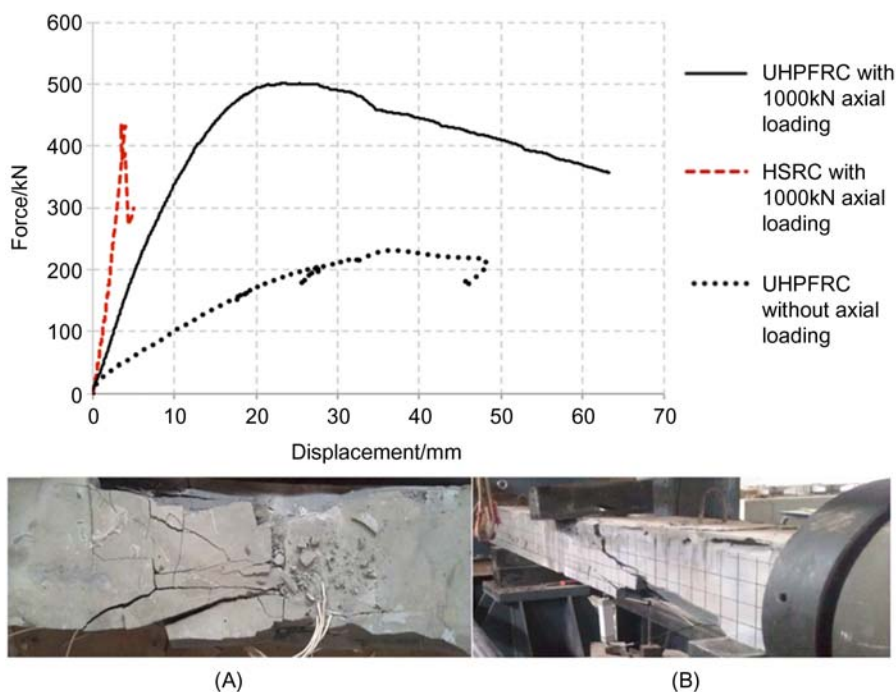 600
500
400
300
200
100
0
Force/kN
0 10 20 30 40 50 60 70
Displacement/mm
UHPFRC with
1000kN axial
loading
HSRC with
1000kN axial
loading
UHPFRC
without axial
loading
(A) (B)